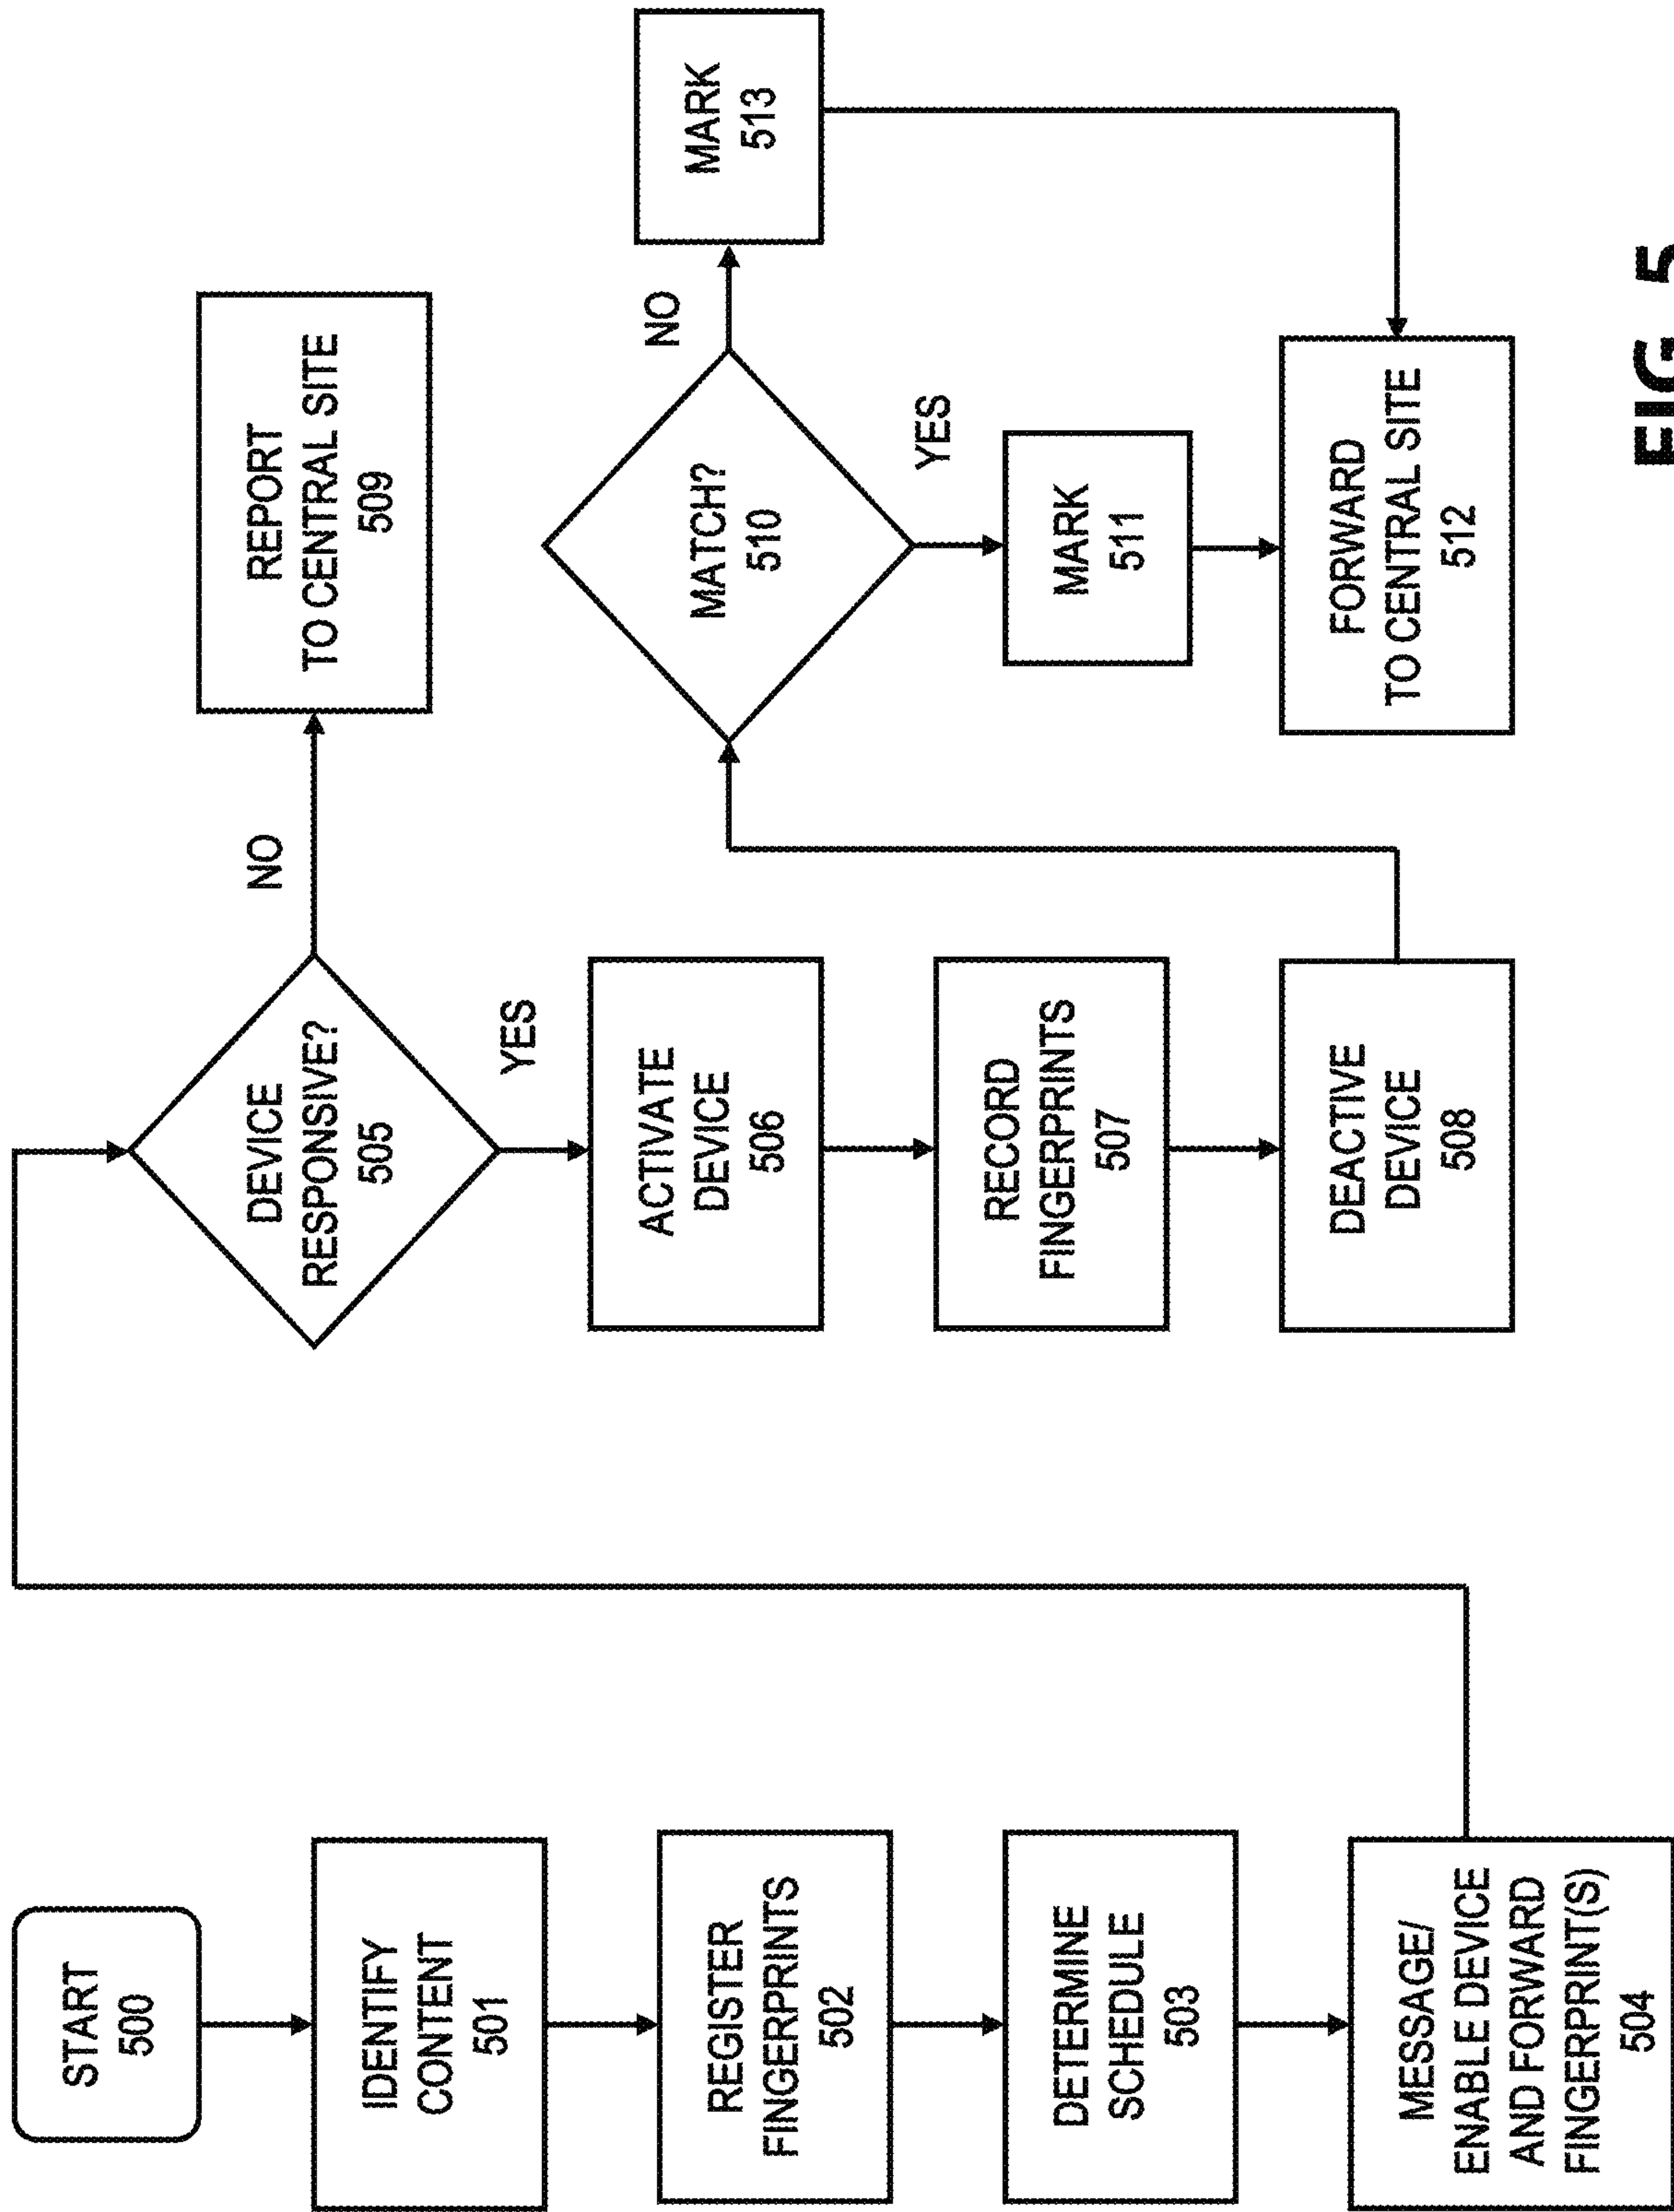 START
500
IDENTIFY
CONTENT
501
REGISTER
FINGERPRINTS
502
DETERMINE
SCHEDULE
503
MESSAGE/
ENABLE DEVICE
AND FORWARD
FINGERPRINT(S)
504
DEVICE
RESPONSIVE?
505
NO
YES
REPORT
TO CENTRAL SITE
509
ACTIVATE
DEVICE
506
RECORD
FINGERPRINTS
507
DEACTIVE
DEVICE
508
MATCH?
510
NO
YES
MARK
513
MARK
511
FORWARD
TO CENTRAL SITE
512
FIG. 5